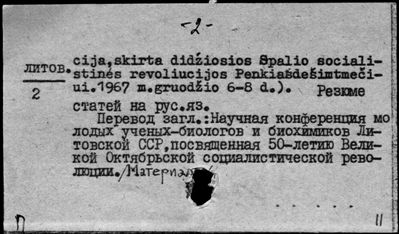 -2-
cija,skirta didžiosios Spalio sociali-
литов. stinės revoliucijos Penkiasdešimtmeči-
2 ui.1967 m.gruodžio 6-8 d.). Резюме
статей на рус.яз.
Перевод загл.:Научная конференция мо
лодых ученых-биологов и биохимиков Ли-
товской ССР,посвященная 50-летию Вели-
кой Октябрьской социалистической рево-
люции./Материал
П 11